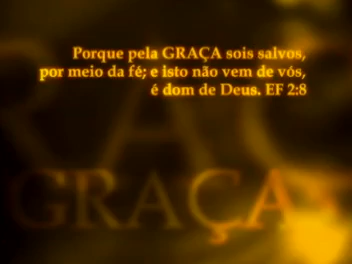 Porque pela GRAÇA sois salvos,
por meio da fé; e isto não vem de vós,
é dom de Deus. EF 2:8
GRAÇA